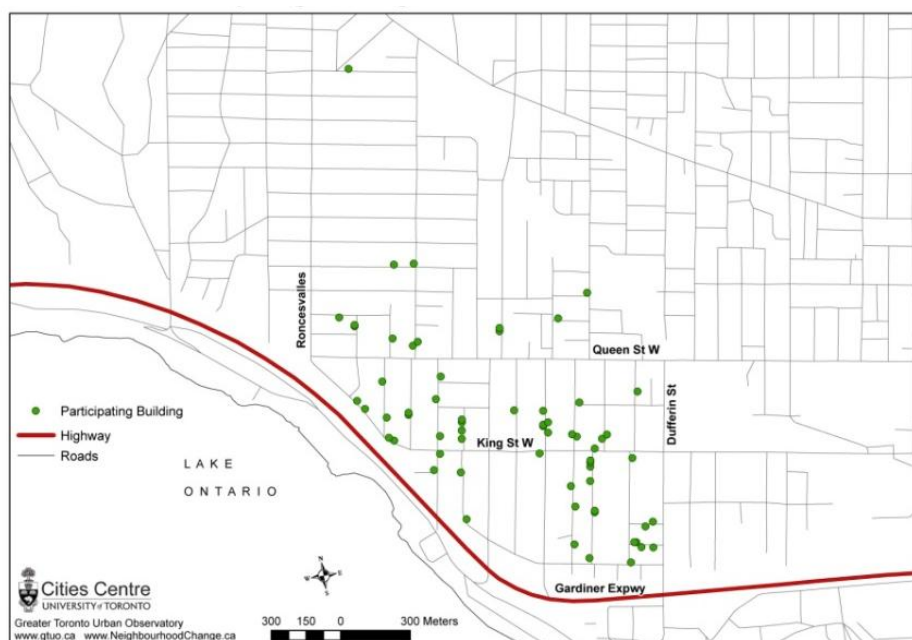 Roncesvalles
Queen St W
Dufferin St
Participating Building
Highway
Roads
King St W
LAKE
ONTARIO
N
W E
S
Gardiner Expwy
Cities Centre
UNIVERSITY of TORONTO
Greater Toronto Urban Observatory
www.gtuo.ca www.NeighbourhoodChange.ca
300 150 0 300 Meters